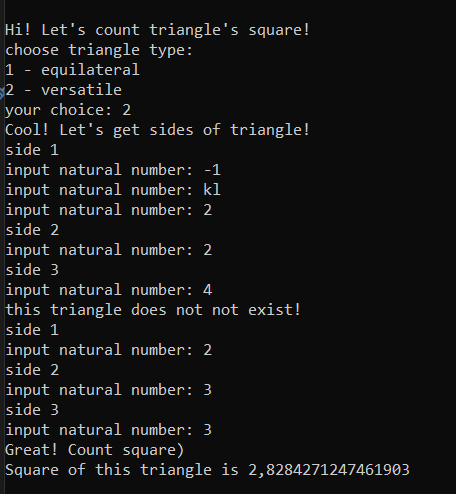 Hi! Let's count triangle's square!
choose triangle type:
1 - equilateral
2 - versatile
your choice: 2
Cool! Let's get sides of triangle!
side 1
input natural number: -1
input natural number: kl
input natural number: 2
side 2
input natural number: 2
side 3
input natural number: 4
this triangle does not not exist!
side 1
input natural number: 2
side 2
input natural number: 3
side 3
input natural number: 3
Great! Count square)
Square of this triangle is 2,8284271247461903